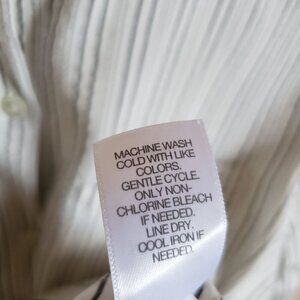 MACHINE WASH
COLD WITH LIKE
COLORS.
GENTLE CYCLE.
ONLY NON-
CHLORINE BLEACH
IF NEEDED.
LINE DRY.
COOL IRON IF
NEEDED.